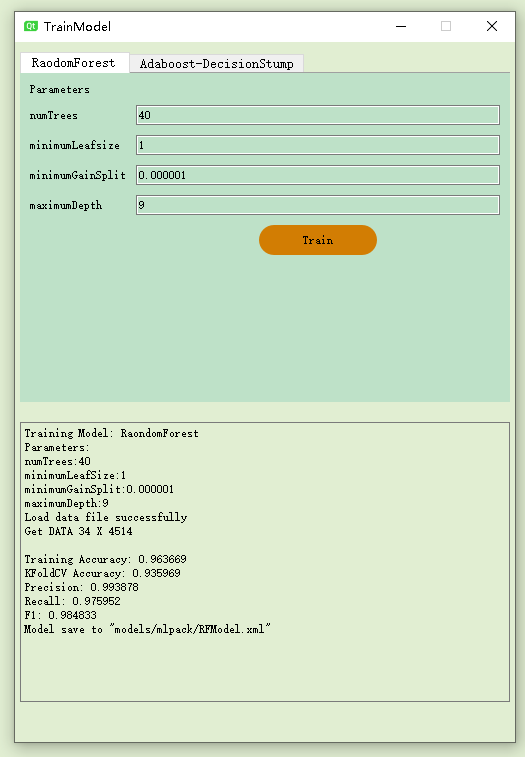 Qt TrainModel
RaodomForest Adaboost-DecisionStump
Parameters
numTrees 40
minimumLeafsize 1
minimumGainSplit 0.000001
maximumDepth 9
Train
Training Model: RaondomForest
Parameters:
numTrees:40
minimumLeafSize:1
minimumGainSplit:0.000001
maximumDepth:9
Load data file successfully
Get DATA 34 X 4514
Training Accuracy: 0.963669
KFoldCV Accuracy: 0.935969
Precision: 0.993878
Recall: 0.975952
F1: 0.984833
Model save to "models/mlpack/RFModel.xml"